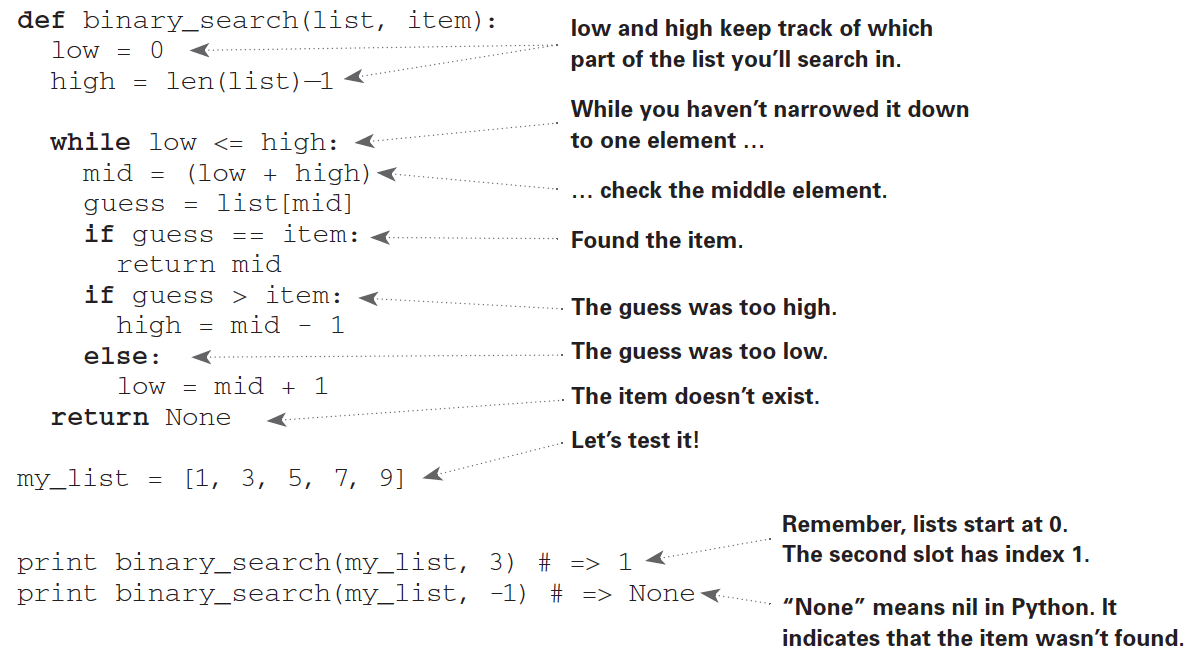 def binary_search(list, item):
low = 0
high = len(list)—1
low and high keep track of which
part of the list you’ll search in.
while low <= high:
While you haven’t narrowed it down
to one element …
mid = (low + high)
guess = list[mid]
… check the middle element.
if guess == item:
Found the item.
return mid
if guess > item:
The guess was too high.
high = mid - 1
else:
The guess was too low.
low = mid + 1
return None
The item doesn’t exist.
my_list = [1, 3, 5, 7, 9]
Let’s test it!
print binary_search(my_list, 3) # => 1
Remember, lists start at 0.
The second slot has index 1.
print binary_search(my_list, -1) # => None
“None” means nil in Python. It
indicates that the item wasn’t found.